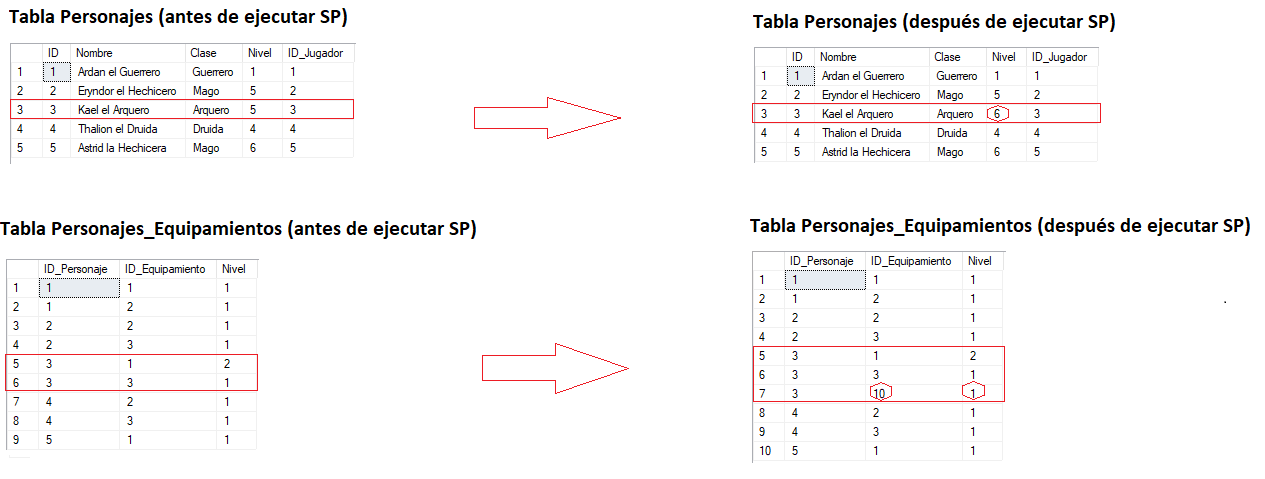 Tabla Personajes (antes de ejecutar SP)
ID Nombre Clase Nivel ID_Jugador
1 1 Ardan el Guerrero Guerrero 1 1
2 2 Eryndor el Hechicero Mago 5 2
3 3 Kael el Arquero Arquero 5 3
4 4 Thalion el Druida Druida 4 4
5 5 Astrid la Hechicera Mago 6 5
Tabla Personajes (después de ejecutar SP)
ID Nombre Clase Nivel ID_Jugador
1 1 Ardan el Guerrero Guerrero 1 1
2 2 Eryndor el Hechicero Mago 5 2
3 3 Kael el Arquero Arquero 6 3
4 4 Thalion el Druida Druida 4 4
5 5 Astrid la Hechicera Mago 6 5
Tabla Personajes_Equipamientos (antes de ejecutar SP)
ID_Personaje ID_Equipamiento Nivel
1 1 1 1
2 1 2 1
3 2 2 1
4 2 3 1
5 3 1 2
6 3 3 1
7 4 2 1
8 4 3 1
9 5 1 1
Tabla Personajes_Equipamientos (después de ejecutar SP)
ID_Personaje ID_Equipamiento Nivel
1 1 1 1
2 1 2 1
3 2 2 1
4 2 3 1
5 3 1 2
6 3 3 1
7 3 10 1
8 4 2 1
9 4 3 1
10 5 1 1
.